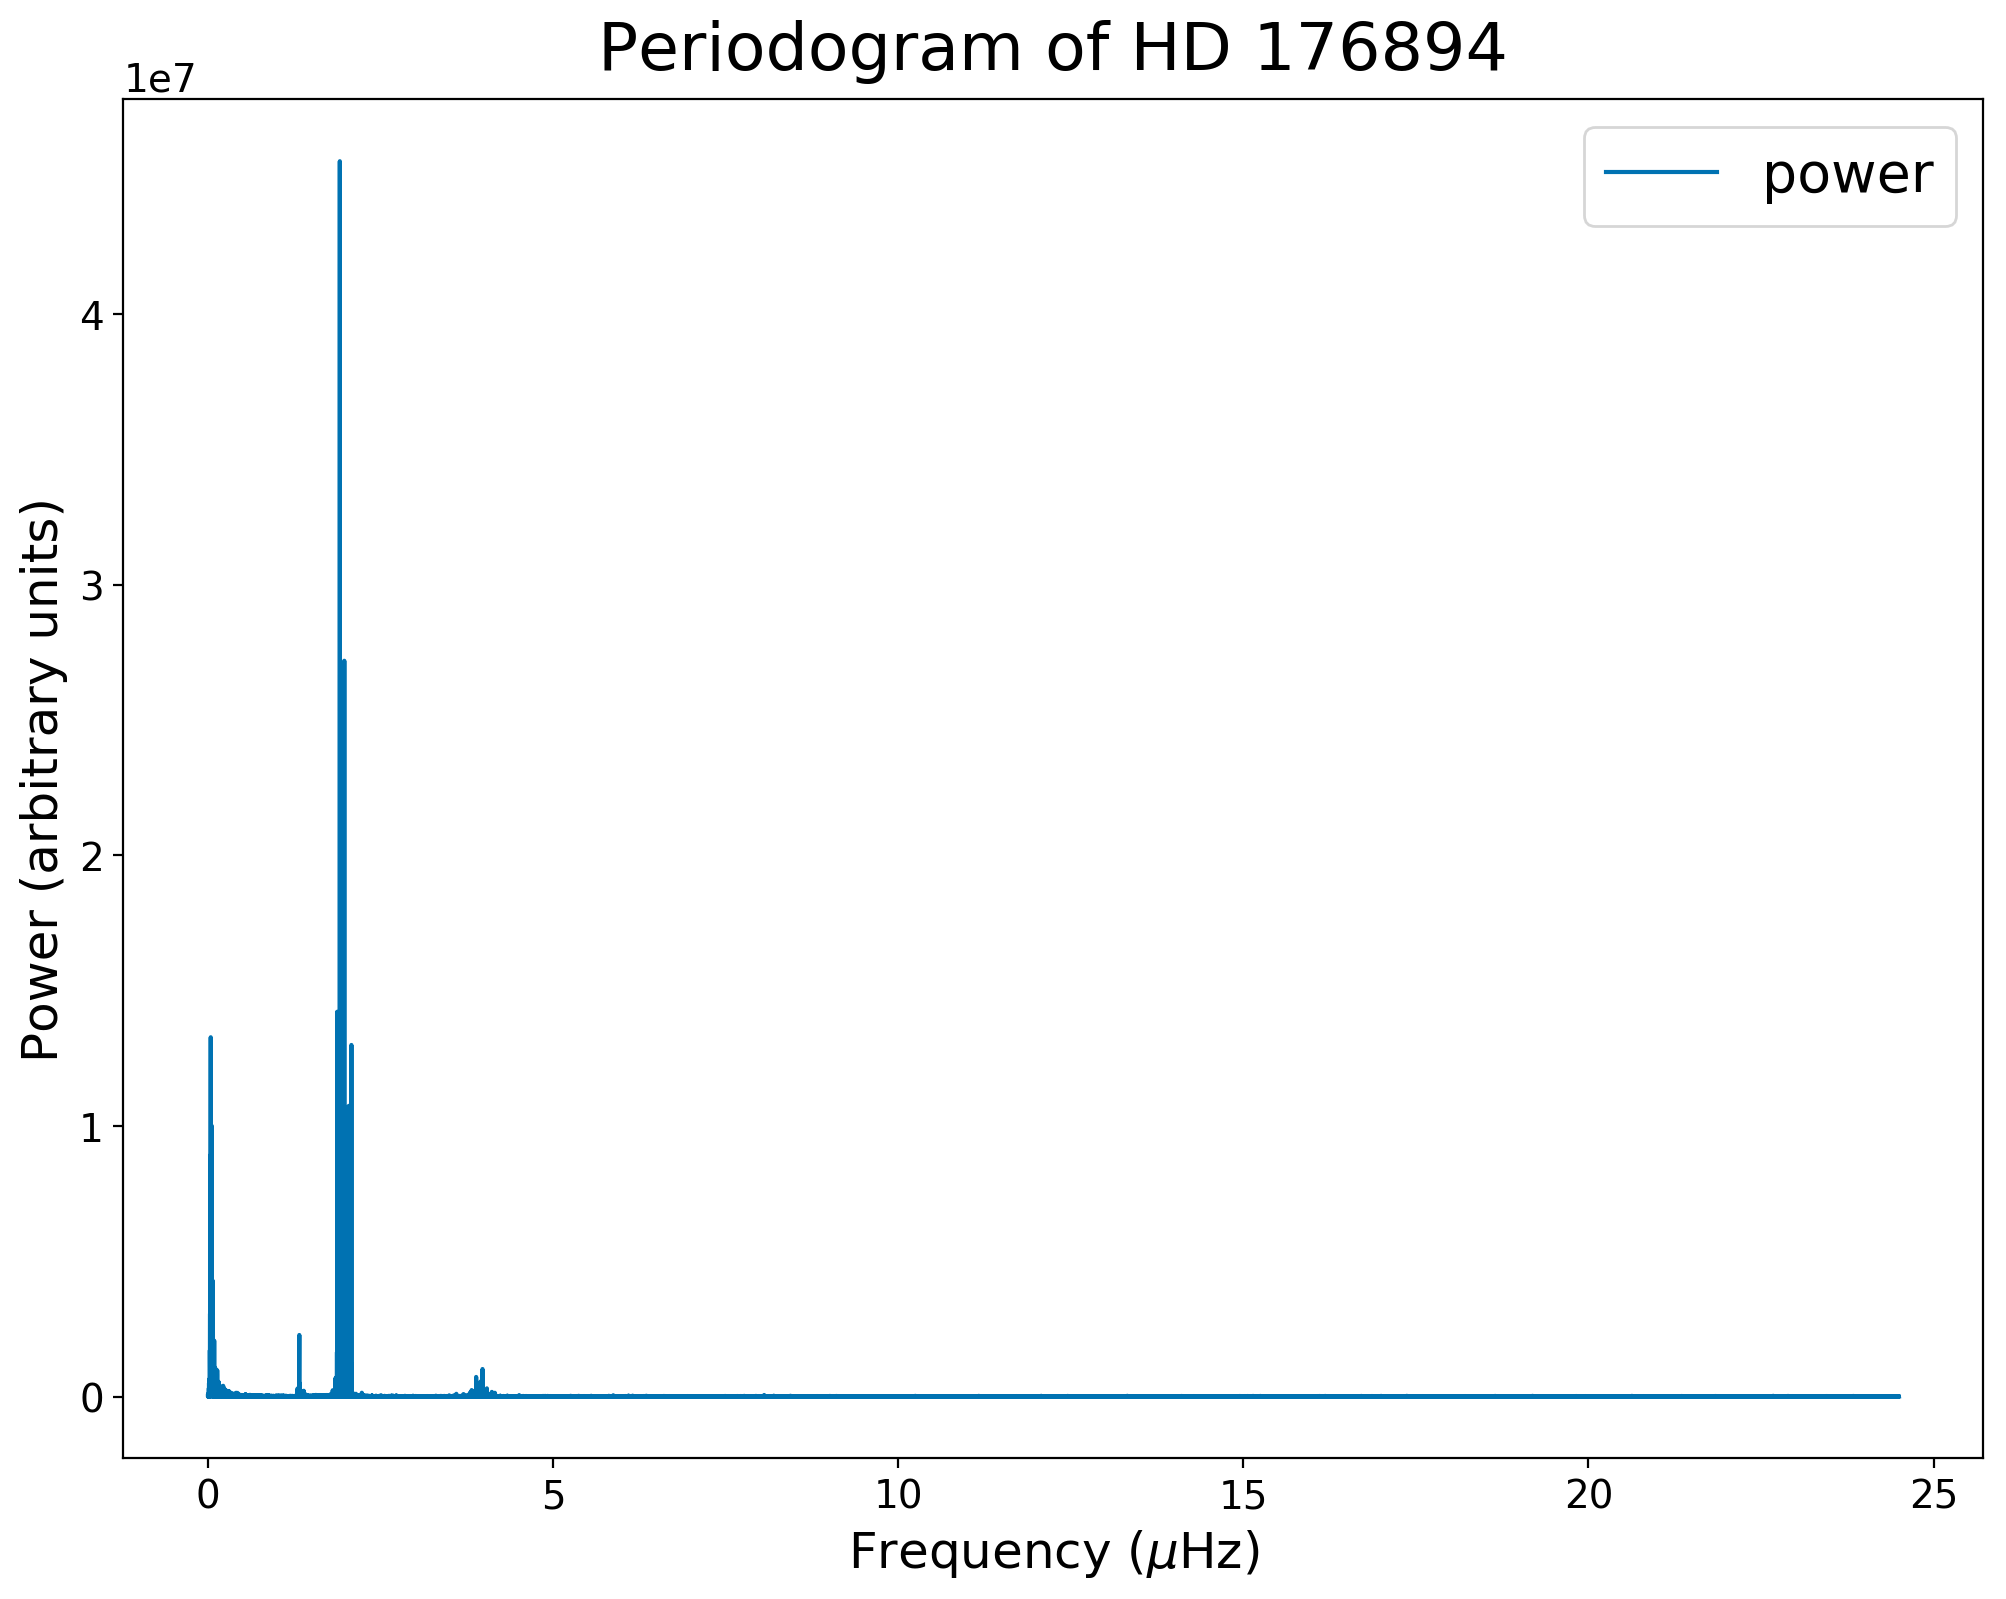 Periodogram of HD 176894
1e7
power
4
3
2
1
0
Power (arbitrary units)
0 5 10 15 20 25
Frequency (μHz)